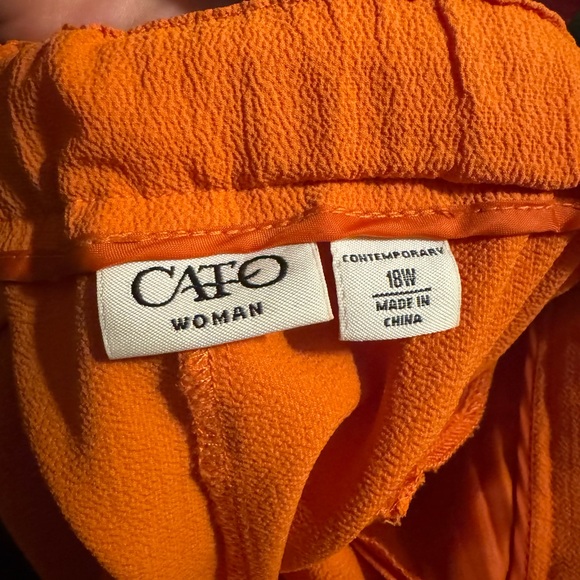 CATO
WOMAN
CONTEMPORARY
18W
MADE IN
CHINA